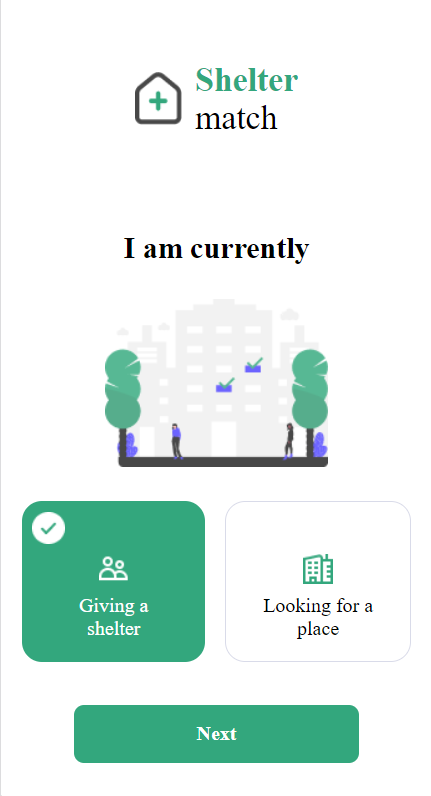 Shelter
match
I am currently
Giving a
shelter
Looking for a
place
Next